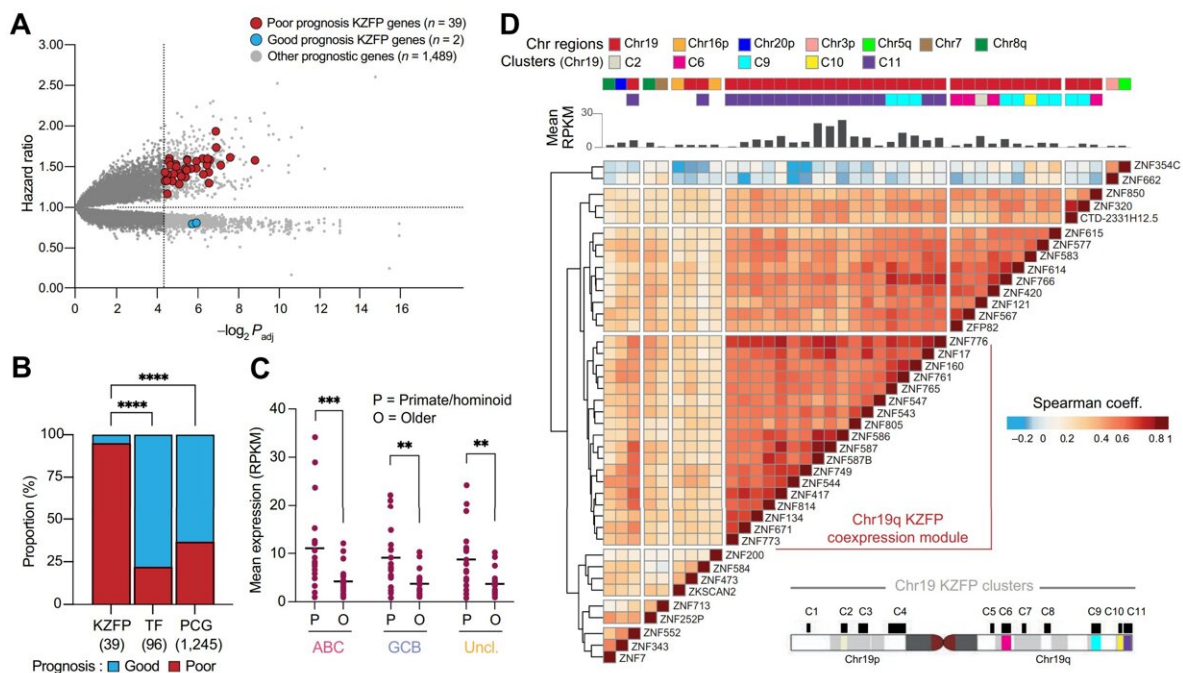 A
Poor prognosis KZFP genes (n = 39)
Good prognosis KZFP genes (n = 2)
Other prognostic genes (n = 1,489)
Hazard ratio
3.00
2.50
2.00
1.50
1.00
0.50
0.00
0 2 4 6 8 10 12 14 16
–log2 Padj
B
****
****
Proportion (%)
100
75
50
25
0
KZFP TF PCG
(39) (96) (1,245)
Prognosis : Good Poor
C
P = Primate/hominoid
O = Older
Mean expression (RPKM)
40
30
20
10
0
***
**
**
P O P O P O
ABC GCB Uncl.
D
Chr regions Chr19 Chr16p Chr20p Chr3p Chr5q Chr7 Chr8q
Clusters (Chr19) C2 C6 C9 C10 C11
Mean RPKM
30
0
ZNF354C
ZNF662
ZNF850
ZNF320
CTD-2331H12.5
ZNF615
ZNF577
ZNF583
ZNF614
ZNF766
ZNF420
ZNF121
ZNF567
ZFP82
ZNF776
ZNF17
ZNF160
ZNF761
ZNF765
ZNF547
ZNF543
ZNF805
ZNF586
ZNF587
ZNF587B
ZNF749
ZNF544
ZNF417
ZNF814
ZNF134
ZNF671
ZNF773
ZNF200
ZNF584
ZNF473
ZKSCAN2
ZNF713
ZNF252P
ZNF552
ZNF343
ZNF7
Spearman coeff.
–0.2 0 0.2 0.4 0.6 0.8 1
Chr19q KZFP
coexpression module
Chr19 KZFP clusters
C1 C2 C3 C4 C5 C6 C7 C8 C9 C10 C11
Chr19p Chr19q